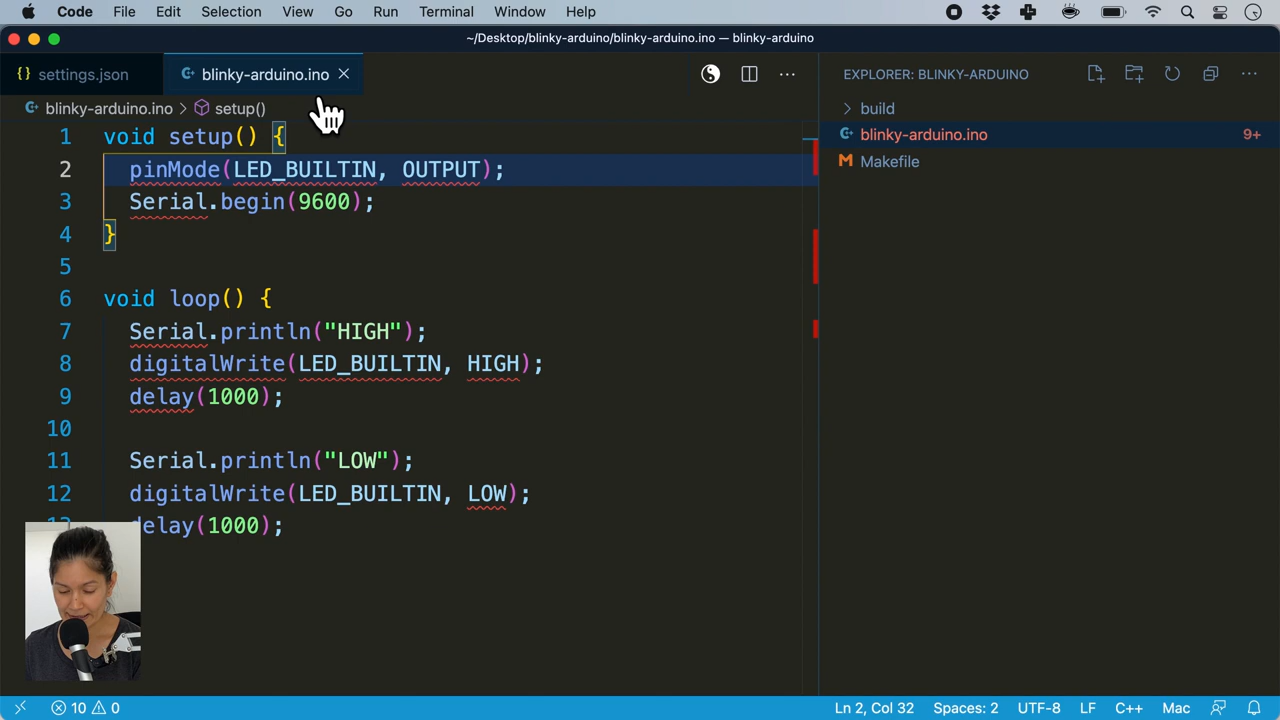 Code File Edit Selection View Go Run Terminal Window Help
~/Desktop/blinky-arduino/blinky-arduino.ino — blinky-arduino
settings.json
blinky-arduino.ino
EXPLORER: BLINKY-ARDUINO
blinky-arduino.ino > setup()
build
blinky-arduino.ino 9+
Makefile
1 void setup() {
2 pinMode(LED_BUILTIN, OUTPUT);
3 Serial.begin(9600);
4 }
5
6 void loop() {
7 Serial.println("HIGH");
8 digitalWrite(LED_BUILTIN, HIGH);
9 delay(1000);
10
11 Serial.println("LOW");
12 digitalWrite(LED_BUILTIN, LOW);
13 delay(1000);
10 0
Ln 2, Col 32 Spaces: 2 UTF-8 LF C++ Mac